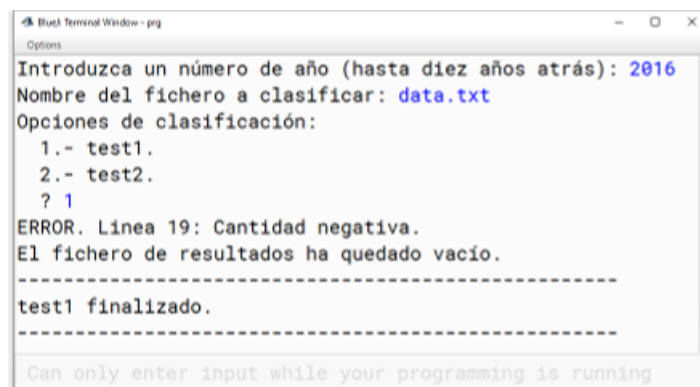 BlueJ: Terminal Window - prg
Options
Introduzca un número de año (hasta diez años atrás): 2016
Nombre del fichero a clasificar: data.txt
Opciones de clasificación:
1.- test1.
2.- test2.
? 1
ERROR. Línea 19: Cantidad negativa.
El fichero de resultados ha quedado vacío.
------------------------------------------------------
test1 finalizado.
------------------------------------------------------
Can only enter input while your programming is running